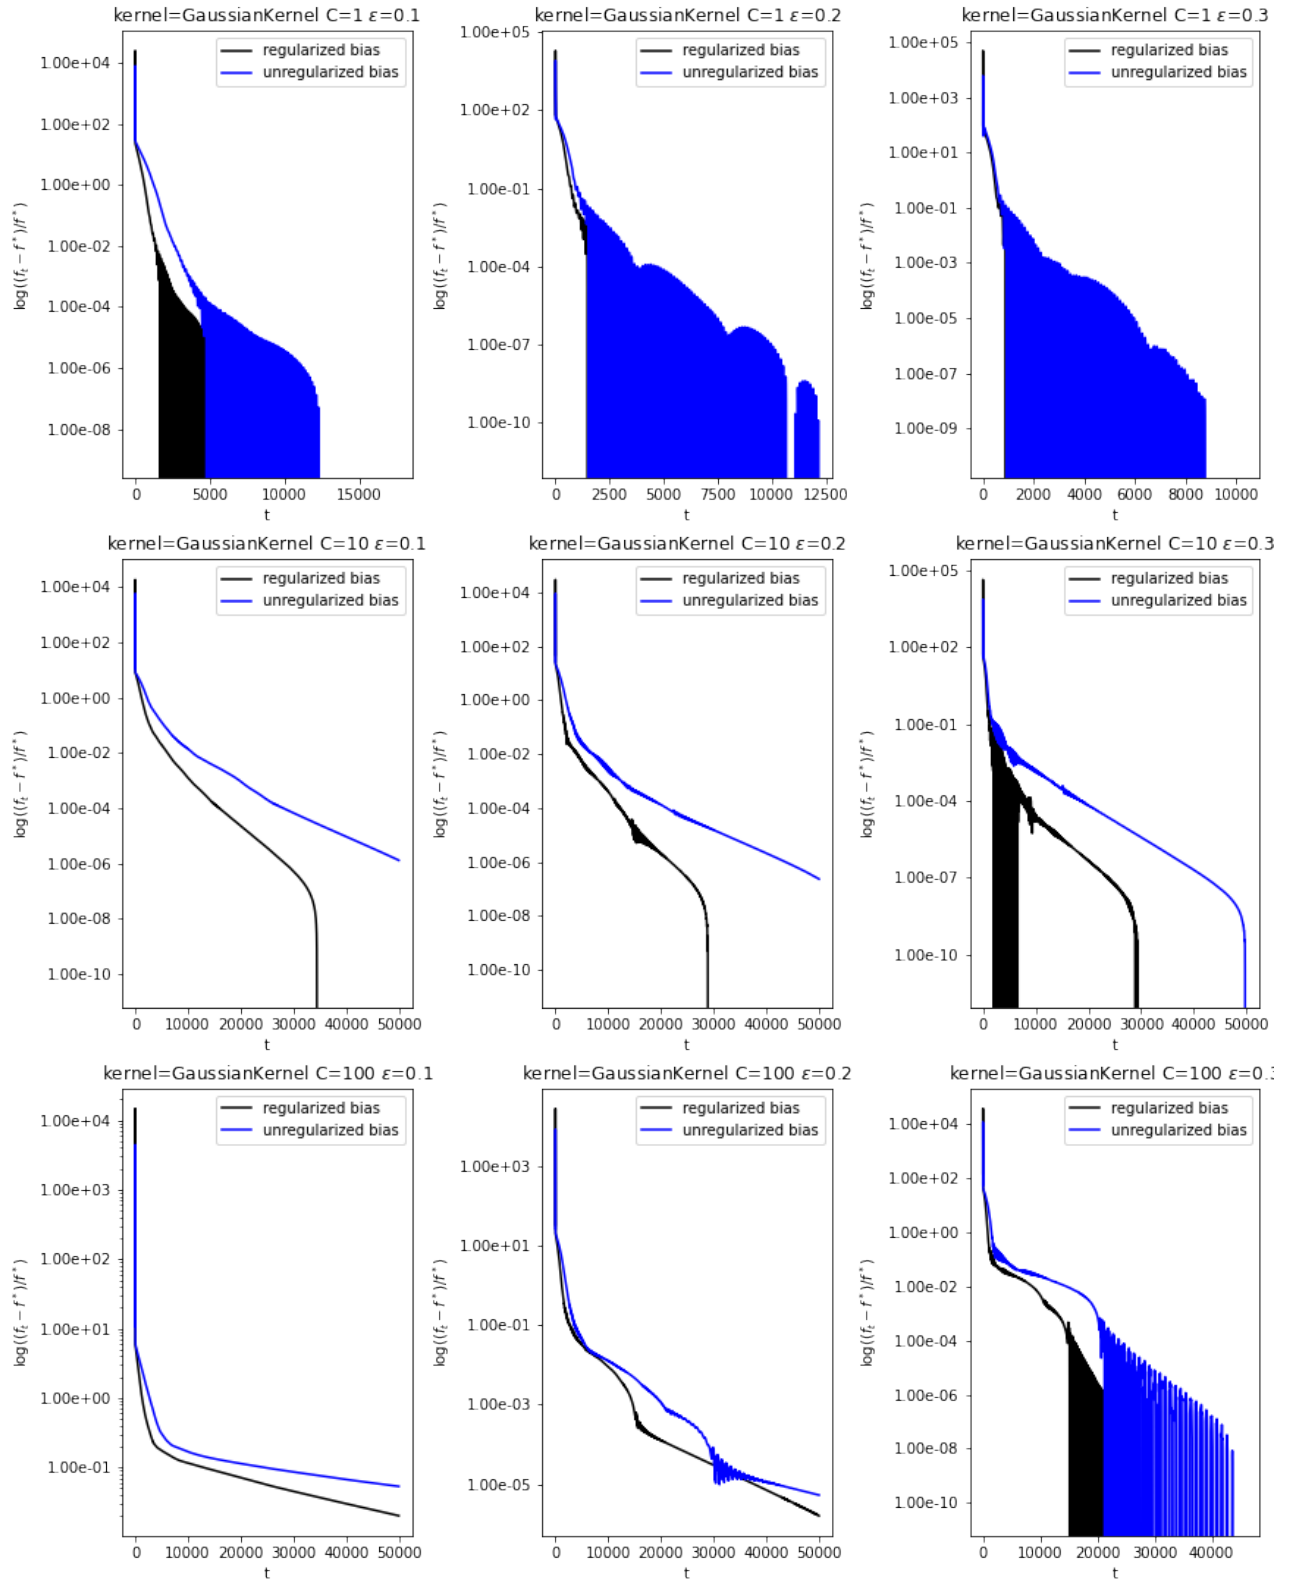 kernel=GaussianKernel C=1 ε=0.1
regularized bias
unregularized bias
1.00e+04
1.00e+02
1.00e+00
1.00e-02
1.00e-04
1.00e-06
1.00e-08
log((f_t − f*)/f*)
0 5000 10000 15000
t
kernel=GaussianKernel C=1 ε=0.2
regularized bias
unregularized bias
1.00e+05
1.00e+02
1.00e-01
1.00e-04
1.00e-07
1.00e-10
log((f_t − f*)/f*)
0 2500 5000 7500 10000 12500
t
kernel=GaussianKernel C=1 ε=0.3
regularized bias
unregularized bias
1.00e+05
1.00e+03
1.00e+01
1.00e-01
1.00e-03
1.00e-05
1.00e-07
1.00e-09
log((f_t − f*)/f*)
0 2000 4000 6000 8000 10000
t
kernel=GaussianKernel C=10 ε=0.1
regularized bias
unregularized bias
1.00e+04
1.00e+02
1.00e+00
1.00e-02
1.00e-04
1.00e-06
1.00e-08
1.00e-10
log((f_t − f*)/f*)
0 10000 20000 30000 40000 50000
t
kernel=GaussianKernel C=10 ε=0.2
regularized bias
unregularized bias
1.00e+04
1.00e+02
1.00e+00
1.00e-02
1.00e-04
1.00e-06
1.00e-08
1.00e-10
log((f_t − f*)/f*)
0 10000 20000 30000 40000 50000
t
kernel=GaussianKernel C=10 ε=0.3
regularized bias
unregularized bias
1.00e+05
1.00e+02
1.00e-01
1.00e-04
1.00e-07
1.00e-10
log((f_t − f*)/f*)
0 10000 20000 30000 40000 50000
t
kernel=GaussianKernel C=100 ε=0.1
regularized bias
unregularized bias
1.00e+04
1.00e+03
1.00e+02
1.00e+01
1.00e+00
1.00e-01
log((f_t − f*)/f*)
0 10000 20000 30000 40000 50000
t
kernel=GaussianKernel C=100 ε=0.2
regularized bias
unregularized bias
1.00e+03
1.00e+01
1.00e-01
1.00e-03
1.00e-05
log((f_t − f*)/f*)
0 10000 20000 30000 40000 50000
t
kernel=GaussianKernel C=100 ε=0.3
regularized bias
unregularized bias
1.00e+04
1.00e+02
1.00e+00
1.00e-02
1.00e-04
1.00e-06
1.00e-08
1.00e-10
log((f_t − f*)/f*)
0 10000 20000 30000 40000
t